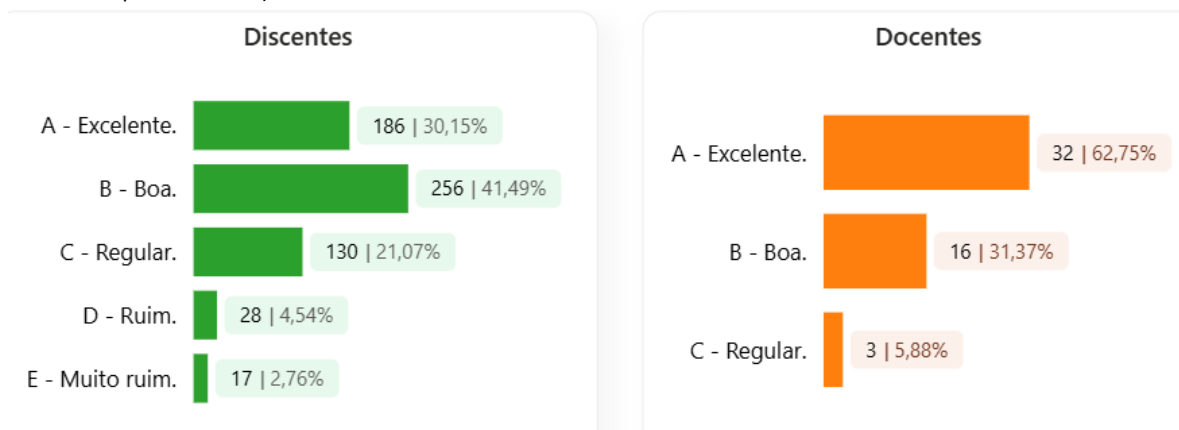 Discentes
A - Excelente. 186 | 30,15%
B - Boa. 256 | 41,49%
C - Regular. 130 | 21,07%
D - Ruim. 28 | 4,54%
E - Muito ruim. 17 | 2,76%
Docentes
A - Excelente. 32 | 62,75%
B - Boa. 16 | 31,37%
C - Regular. 3 | 5,88%